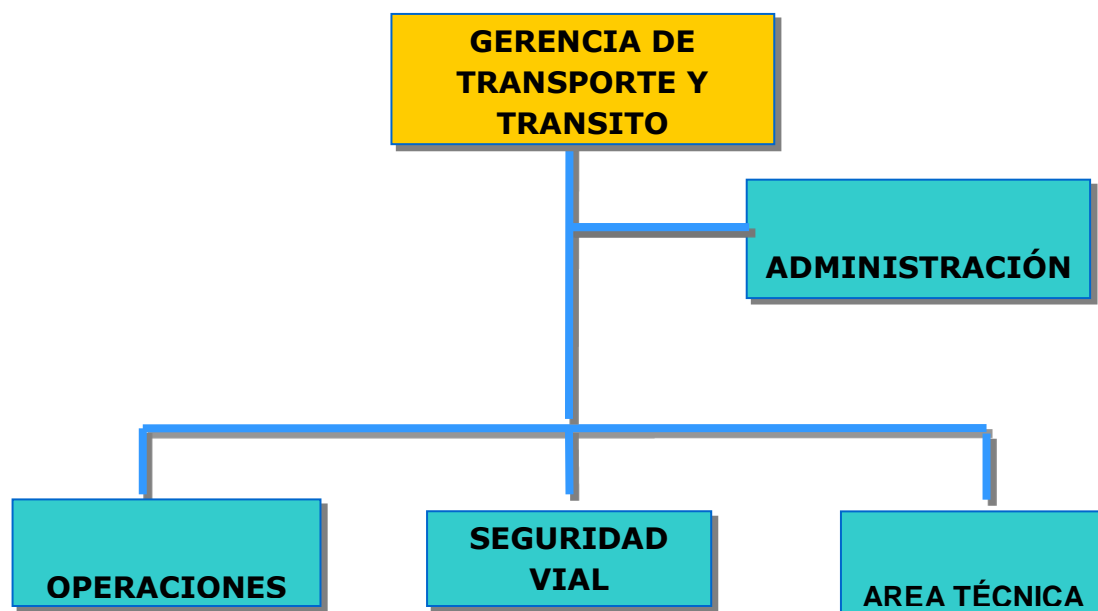 GERENCIA DE
TRANSPORTE Y
TRANSITO
ADMINISTRACIÓN
OPERACIONES
SEGURIDAD
VIAL
AREA TÉCNICA